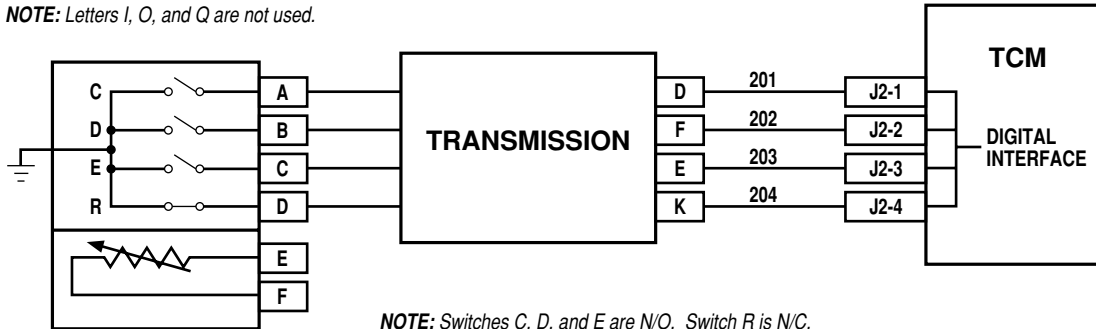 NOTE: Letters I, O, and Q are not used.
TCM
C
A
D
201
J2-1
D
B
TRANSMISSION
F
202
J2-2
DIGITAL
INTERFACE
E
C
E
203
J2-3
R
D
K
204
J2-4
E
F
NOTE: Switches C, D, and E are N/O. Switch R is N/C.